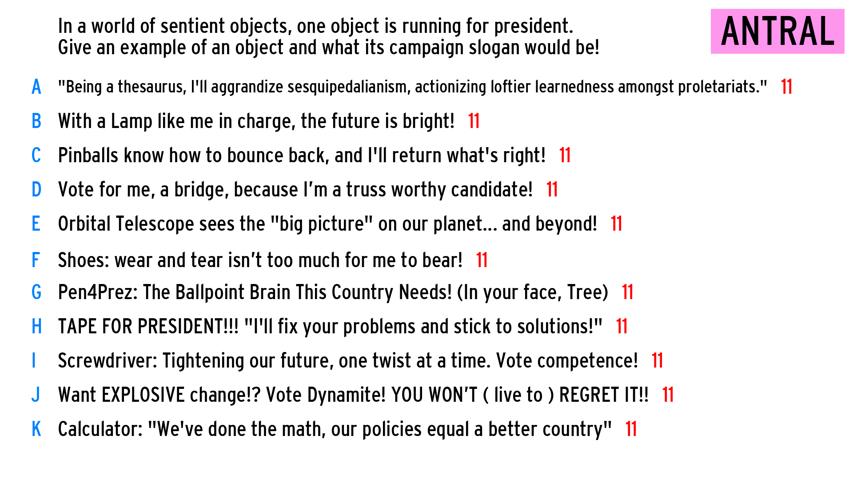 In a world of sentient objects, one object is running for president.
Give an example of an object and what its campaign slogan would be!
ANTRAL
A "Being a thesaurus, I'll aggrandize sesquipedalianism, actionizing loftier learnedness amongst proletariats." 11
B With a Lamp like me in charge, the future is bright! 11
C Pinballs know how to bounce back, and I'll return what's right! 11
D Vote for me, a bridge, because I’m a truss worthy candidate! 11
E Orbital Telescope sees the "big picture" on our planet... and beyond! 11
F Shoes: wear and tear isn’t too much for me to bear! 11
G Pen4Prez: The Ballpoint Brain This Country Needs! (In your face, Tree) 11
H TAPE FOR PRESIDENT!!! "I'll fix your problems and stick to solutions!" 11
I Screwdriver: Tightening our future, one twist at a time. Vote competence! 11
J Want EXPLOSIVE change!? Vote Dynamite! YOU WON’T ( live to ) REGRET IT!! 11
K Calculator: "We've done the math, our policies equal a better country" 11